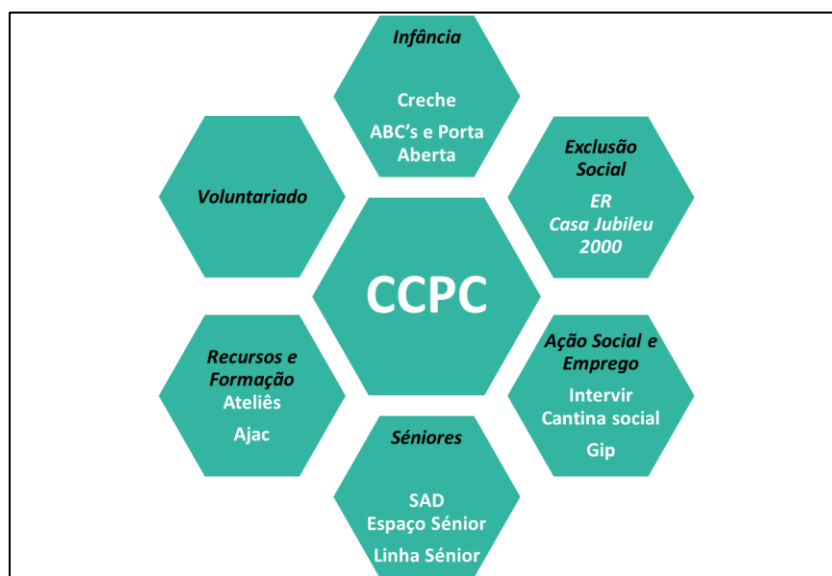 Infância
Creche
ABC's e Porta
Aberta
Exclusão
Social
ER
Casa Jubileu
2000
Voluntariado
CCPC
Ação Social e
Emprego
Intervir
Cantina social
Gip
Recursos e
Formação
Ateliês
Ajac
Séniores
SAD
Espaço Sénior
Linha Sénior